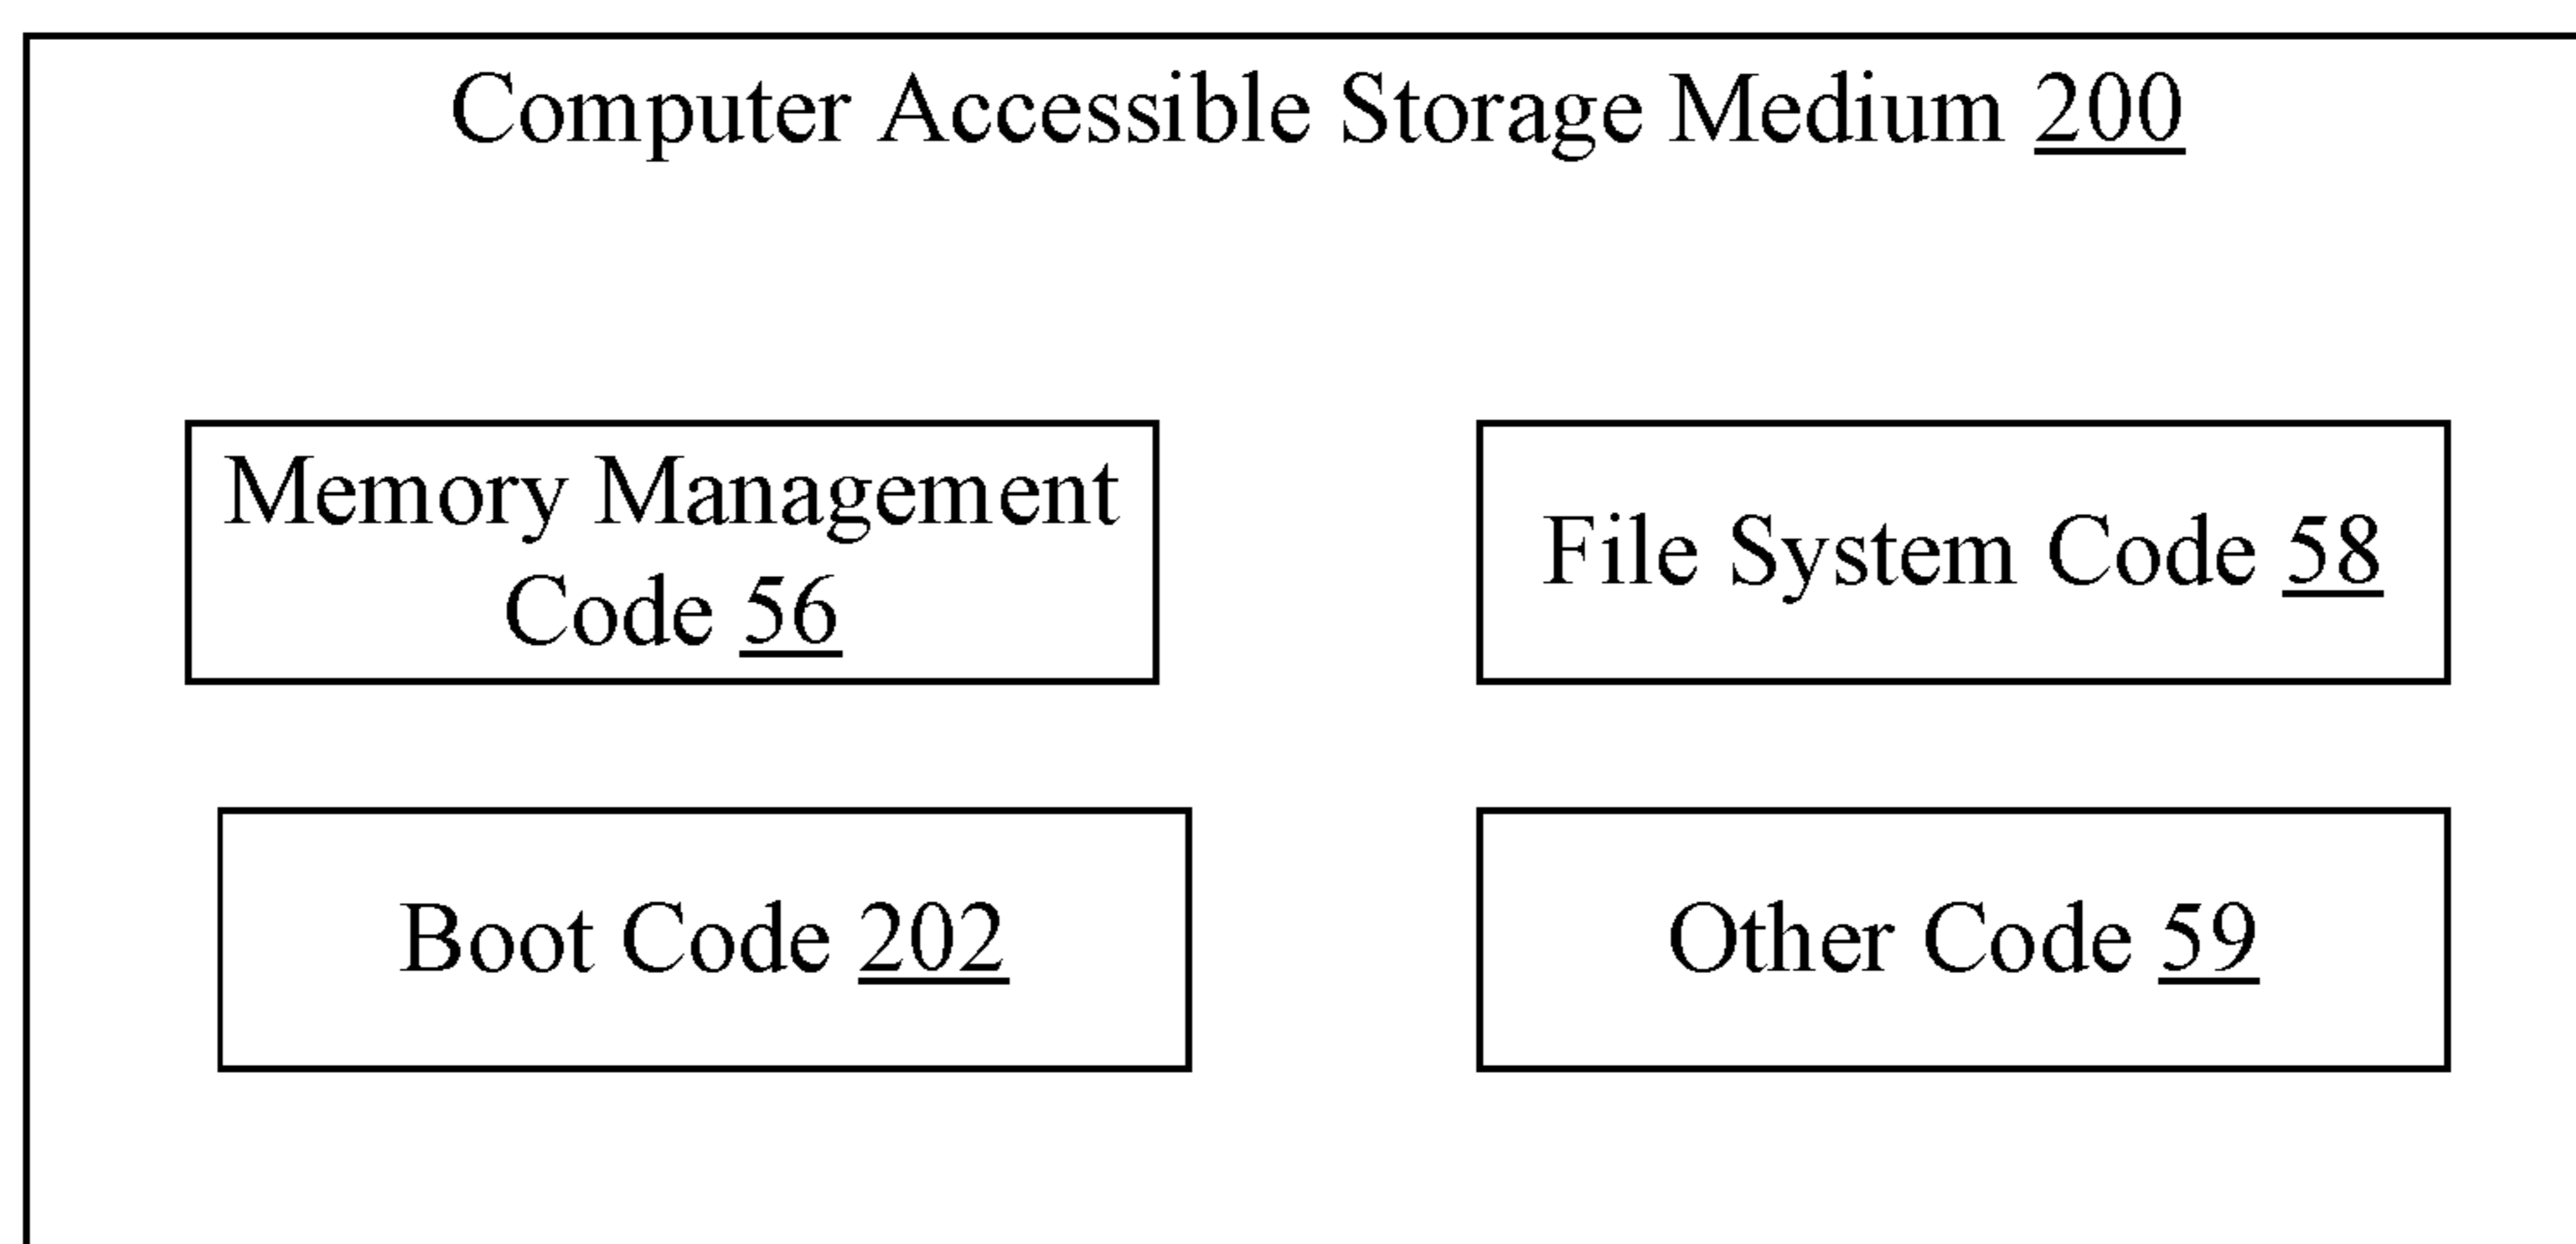 Computer Accessible Storage Medium 200
Memory Management
Code 56
File System Code 58
Boot Code 202
Other Code 59